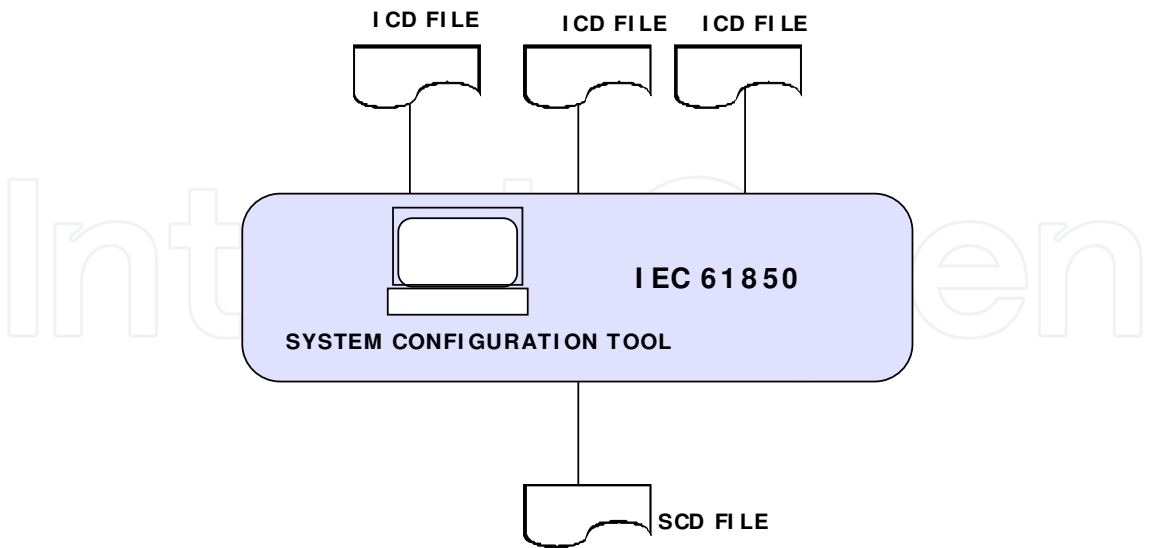 ICD FILE
ICD FILE
ICD FILE
IEC 61850
SYSTEM CONFIGURATION TOOL
SCD FILE